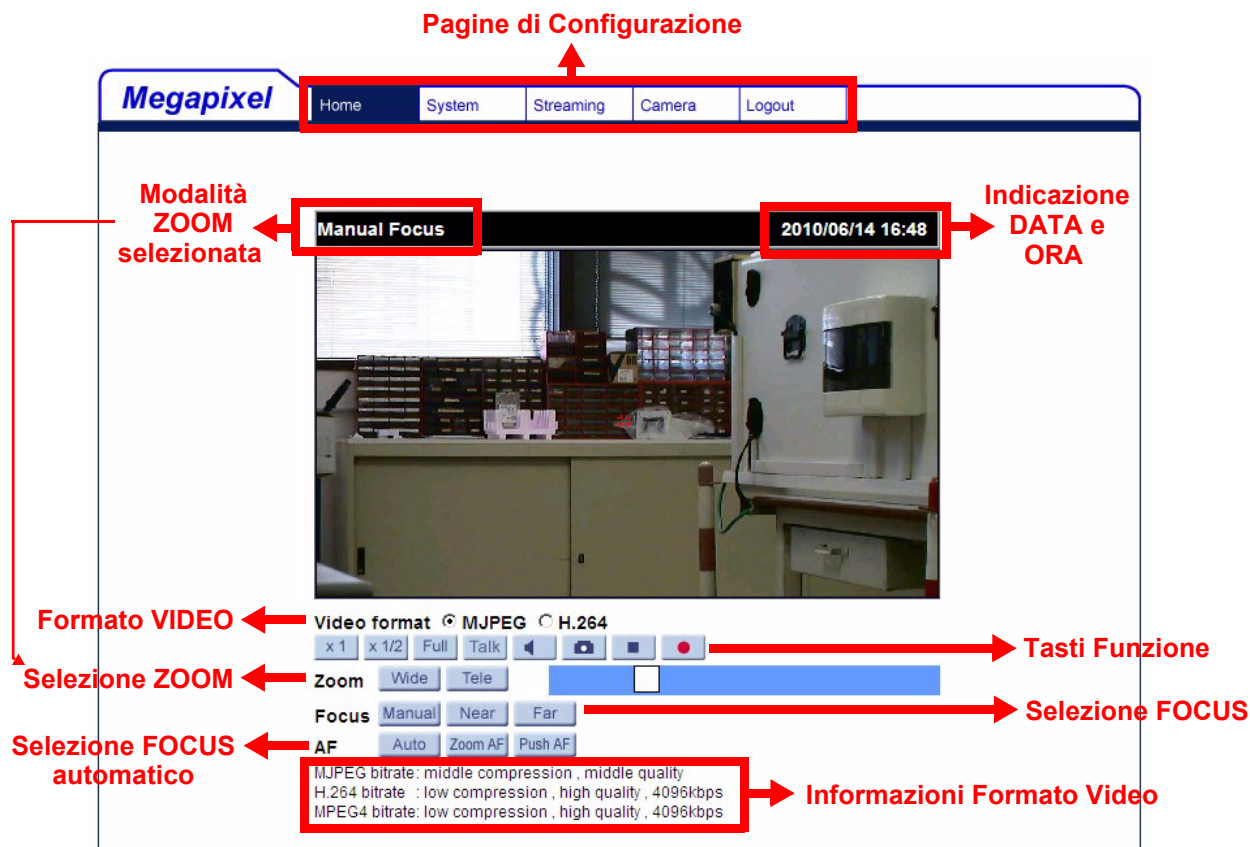 Pagine di Configurazione
Megapixel
Home System Streaming Camera Logout
Modalità
ZOOM
selezionata
Manual Focus
2010/06/14 16:48
Indicazione
DATA e
ORA
Formato VIDEO
Video format MJPEG H.264
x 1 x 1/2 Full Talk
Tasti Funzione
Selezione ZOOM
Zoom Wide Tele
Focus Manual Near Far
Selezione FOCUS
Selezione FOCUS
automatico
AF Auto Zoom AF Push AF
MJPEG bitrate: middle compression , middle quality
H.264 bitrate : low compression , high quality , 4096kbps
MPEG4 bitrate: low compression , high quality , 4096kbps
Informazioni Formato Video